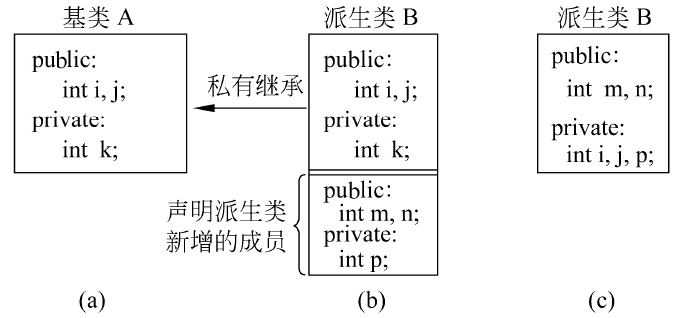 基类 A
public:
int i, j;
private:
int k;
(a)
私有继承
派生类 B
public:
int i, j;
private:
int k;
public:
int m, n;
private:
int p;
声明派生类
新增的成员
(b)
派生类 B
public:
int m, n;
private:
int i, j, p;
(c)